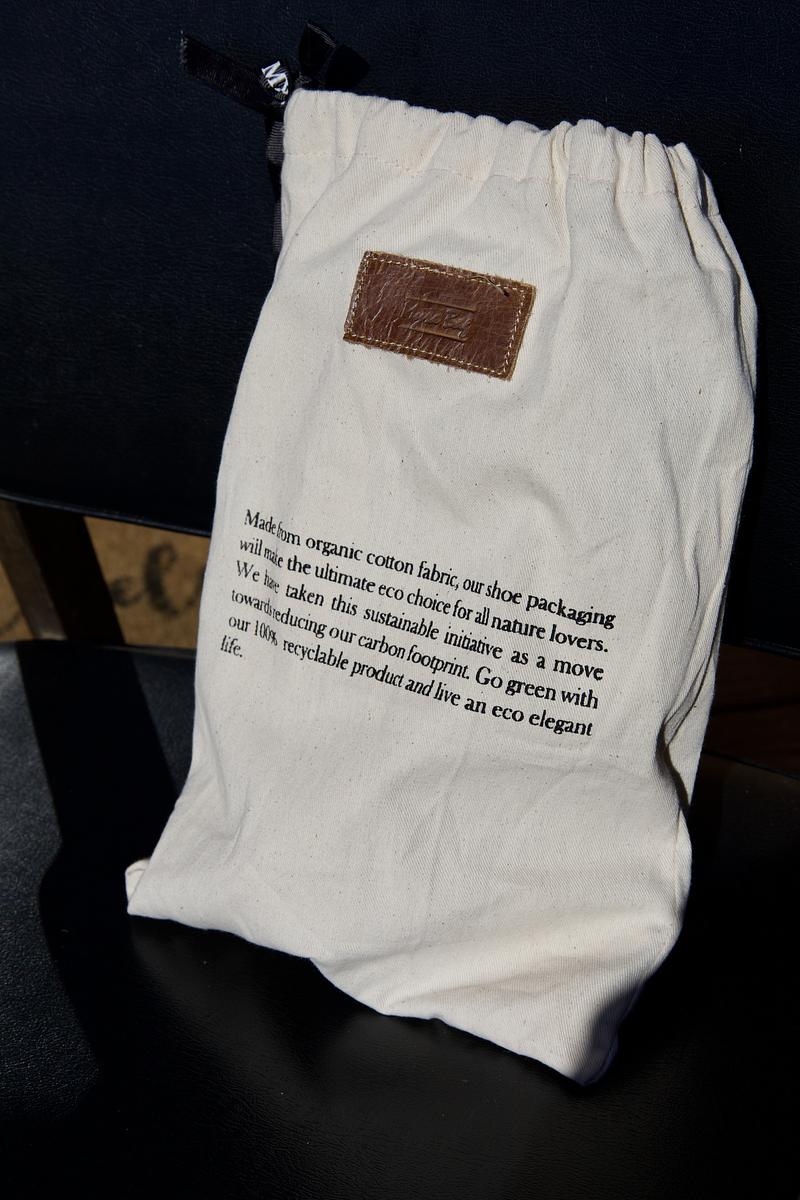 MY
Made from organic cotton fabric, our shoe packaging
will make the ultimate eco choice for all nature lovers.
We have taken this sustainable initiative as a move
towards reducing our carbon footprint. Go green with
our 100% recyclable product and live an eco elegant
life.